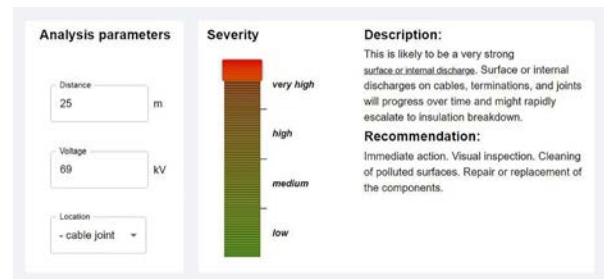 Analysis parameters
Distance
25
m
Voltage
69
kV
Location
- cable joint
Severity
very high
high
medium
low
Description:
This is likely to be a very strong
surface or internal discharge. Surface or internal
discharges on cables, terminations, and joints
will progress over time and might rapidly
escalate to insulation breakdown.
Recommendation:
Immediate action. Visual inspection. Cleaning
of polluted surfaces. Repair or replacement of
the components.